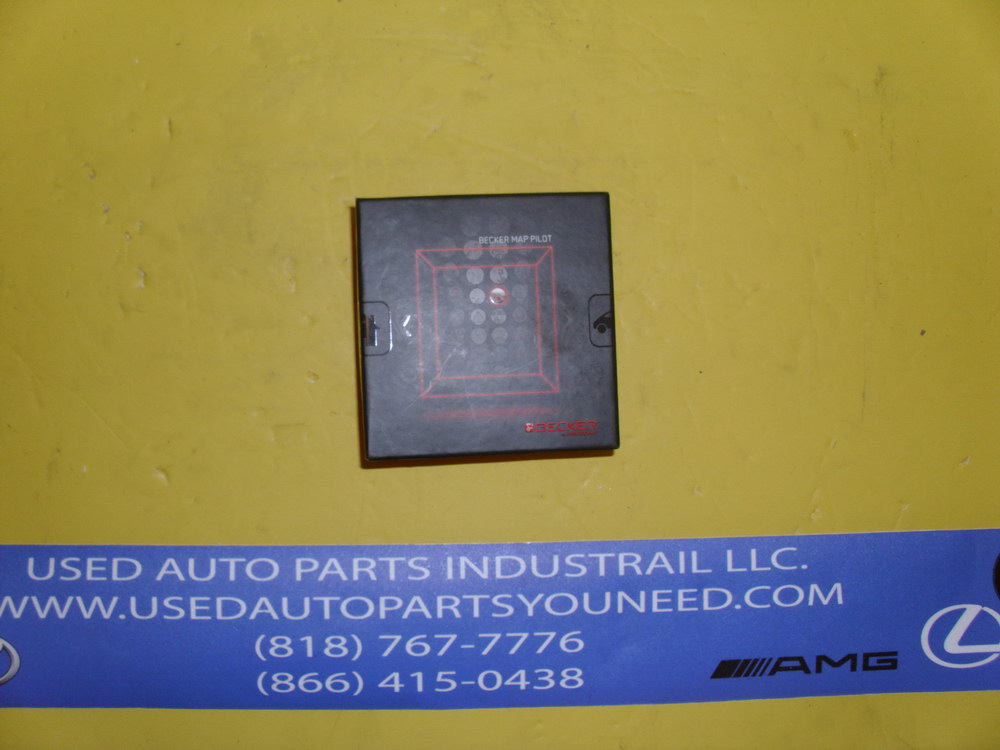 BECKER MAP PILOT
BECKER
USED AUTO PARTS INDUSTRAIL LLC.
WWW.USEDAUTOPARTSYOUNEED.COM
(818) 767-7776
(866) 415-0438
AMG